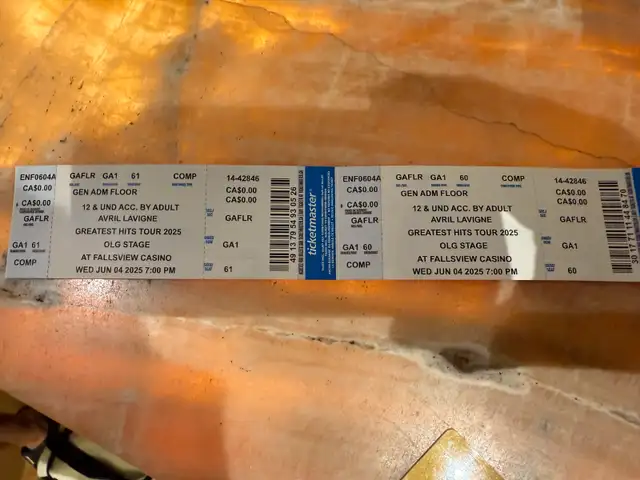 ENF0604A GAFLR GA1 61 COMP 14-42846
CA$0.00 GEN ADM FLOOR CA$0.00
CA$0.00 12 & UND ACC. BY ADULT CA$0.00
GAFLR AVRIL LAVIGNE GAFLR
GREATEST HITS TOUR 2025
GA1 61 OLG STAGE GA1
COMP AT FALLSVIEW CASINO
WED JUN 04 2025 7:00 PM 61
ticketmaster
ENF0604A GAFLR GA1 60 COMP 14-42846
CA$0.00 GEN ADM FLOOR CA$0.00
CA$0.00 12 & UND ACC. BY ADULT CA$0.00
GAFLR AVRIL LAVIGNE GAFLR
GREATEST HITS TOUR 2025
GA1 60 OLG STAGE GA1
COMP AT FALLSVIEW CASINO
WED JUN 04 2025 7:00 PM 60